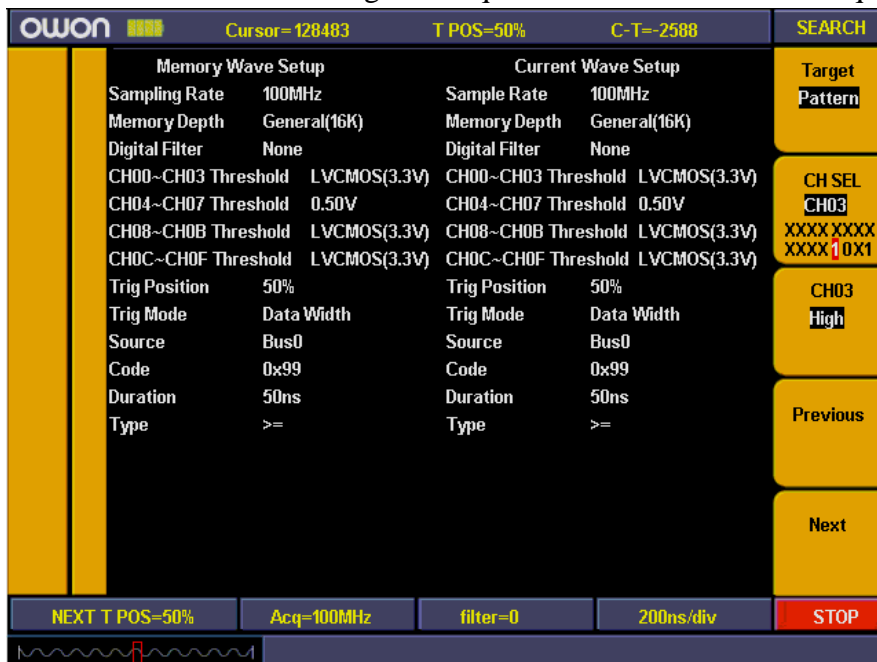 owon Cursor=128483 T POS=50% C-T=-2588 SEARCH
Memory Wave Setup Current Wave Setup
Sampling Rate 100MHz Sample Rate 100MHz
Memory Depth General(16K) Memory Depth General(16K)
Digital Filter None Digital Filter None
CH00~CH03 Threshold LVCMOS(3.3V) CH00~CH03 Threshold LVCMOS(3.3V)
CH04~CH07 Threshold 0.50V CH04~CH07 Threshold 0.50V
CH08~CH0B Threshold LVCMOS(3.3V) CH08~CH0B Threshold LVCMOS(3.3V)
CH0C~CH0F Threshold LVCMOS(3.3V) CH0C~CH0F Threshold LVCMOS(3.3V)
Trig Position 50% Trig Position 50%
Trig Mode Data Width Trig Mode Data Width
Source Bus0 Source Bus0
Code 0x99 Code 0x99
Duration 50ns Duration 50ns
Type >= Type >=
Target
Pattern
CH SEL
CH03
XXXX XXXX
XXXX 1 0X1
CH03
High
Previous
Next
NEXT T POS=50% Acq=100MHz filter=0 200ns/div STOP